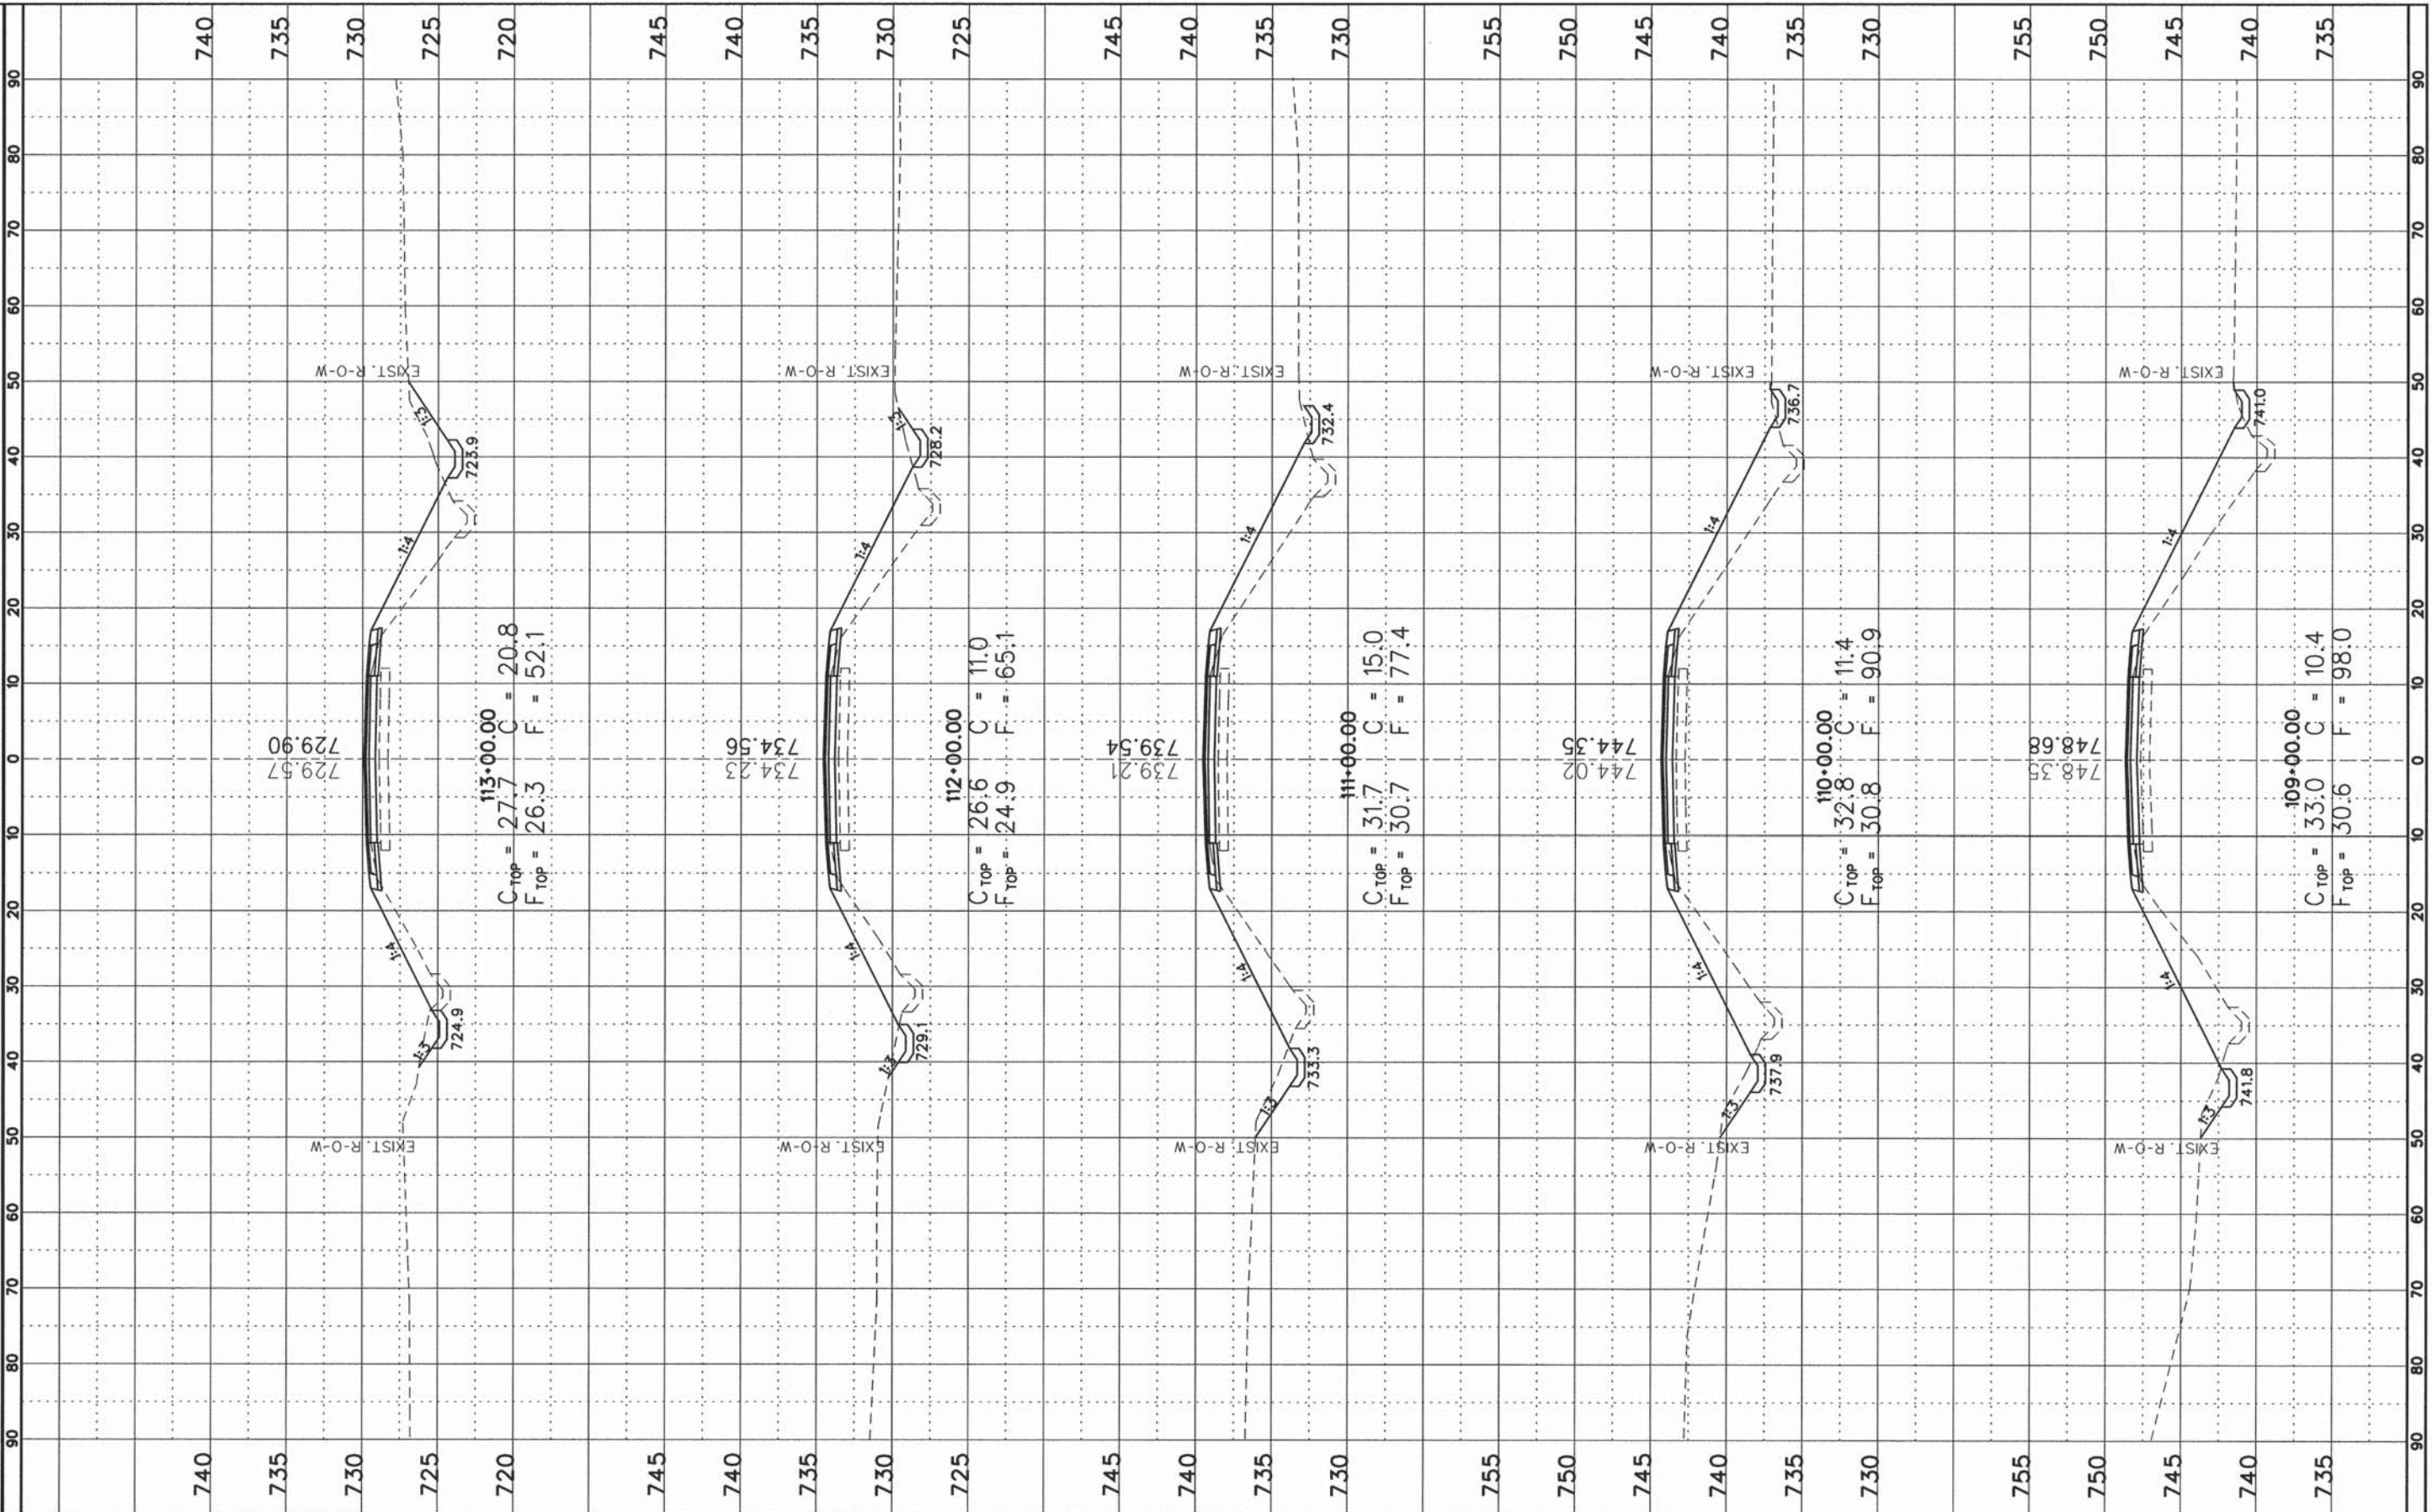 90 80 70 60 50 40 30 20 10 0 10 20 30 40 50 60 70 80 90
740 740
735 735
729.57 729.90
EXIST. R-O-W EXIST. R-O-W
730 730
1:3 1:4 1:4 1:3
725 725
724.9 723.9
113+00.00
720 720
C TOP = 27.7 C = 20.8
F TOP = 26.3 F = 52.1
745 745
740 740
734.23 734.56
735 735
EXIST. R-O-W EXIST. R-O-W
1:3 1:4 1:4 1:3
730 730
729.1 728.2
112+00.00
725 725
C TOP = 26.6 C = 11.0
F TOP = 24.9 F = 65.1
745 745
739.21 739.54
740 740
EXIST. R-O-W EXIST. R-O-W
1:3 1:4 1:4
735 735
733.3 732.4
111+00.00
730 730
C TOP = 31.7 C = 15.0
F TOP = 30.7 F = 77.4
755 755
750 750
744.02 744.35
745 745
EXIST. R-O-W EXIST. R-O-W
1:3 1:4 1:4
740 740
737.9 736.7
735 735
110+00.00
C TOP = 32.8 C = 11.4
F TOP = 30.8 F = 90.9
730 730
755 755
748.35 748.68
750 750
EXIST. R-O-W EXIST. R-O-W
1:3 1:4 1:4
745 745
741.8 741.0
740 740
109+00.00
C TOP = 33.0 C = 10.4
F TOP = 30.6 F = 98.0
735 735
90 80 70 60 50 40 30 20 10 0 10 20 30 40 50 60 70 80 90